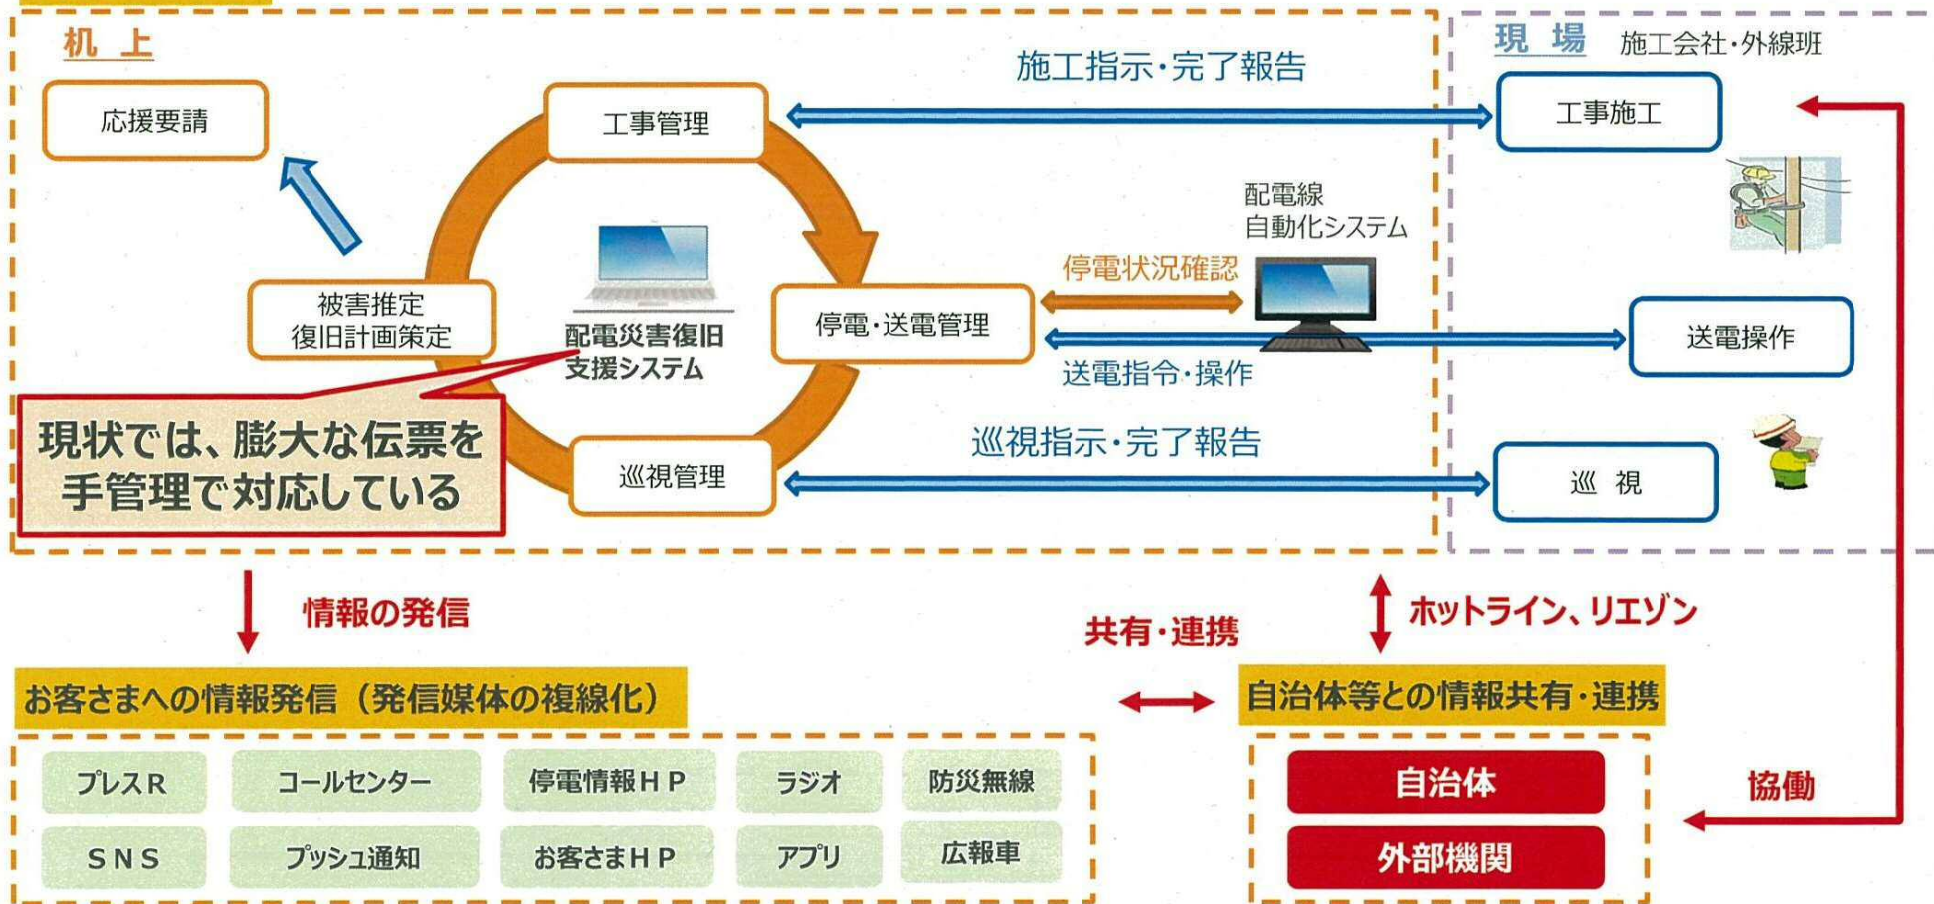 机 上
現 場
施工会社・外線班
施工指示・完了報告
応援要請
工事管理
工事施工
配電線
自動化システム
停電状況確認
被害推定
復旧計画策定
配電災害復旧
支援システム
停電・送電管理
送電操作
送電指令・操作
現状では、膨大な伝票を
手管理で対応している
巡視指示・完了報告
巡視管理
巡 視
情報の発信
共有・連携
ホットライン、リエゾン
お客さまへの情報発信（発信媒体の複線化）
自治体等との情報共有・連携
プレスR
コールセンター
停電情報HP
ラジオ
防災無線
SNS
プッシュ通知
お客さまHP
アプリ
広報車
自治体
外部機関
協働